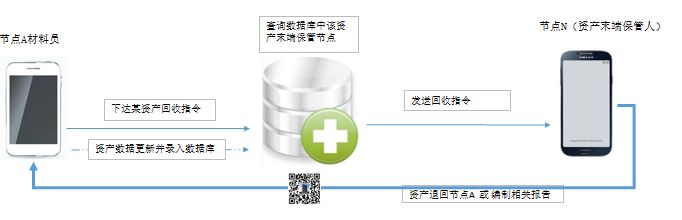 节点A材料员
查询数据库中该资
产末端保管节点
节点N（资产末端保管人）
下达某资产回收指令
发送回收指令
资产数据更新并录入数据库
资产退回节点A 或编制相关报告